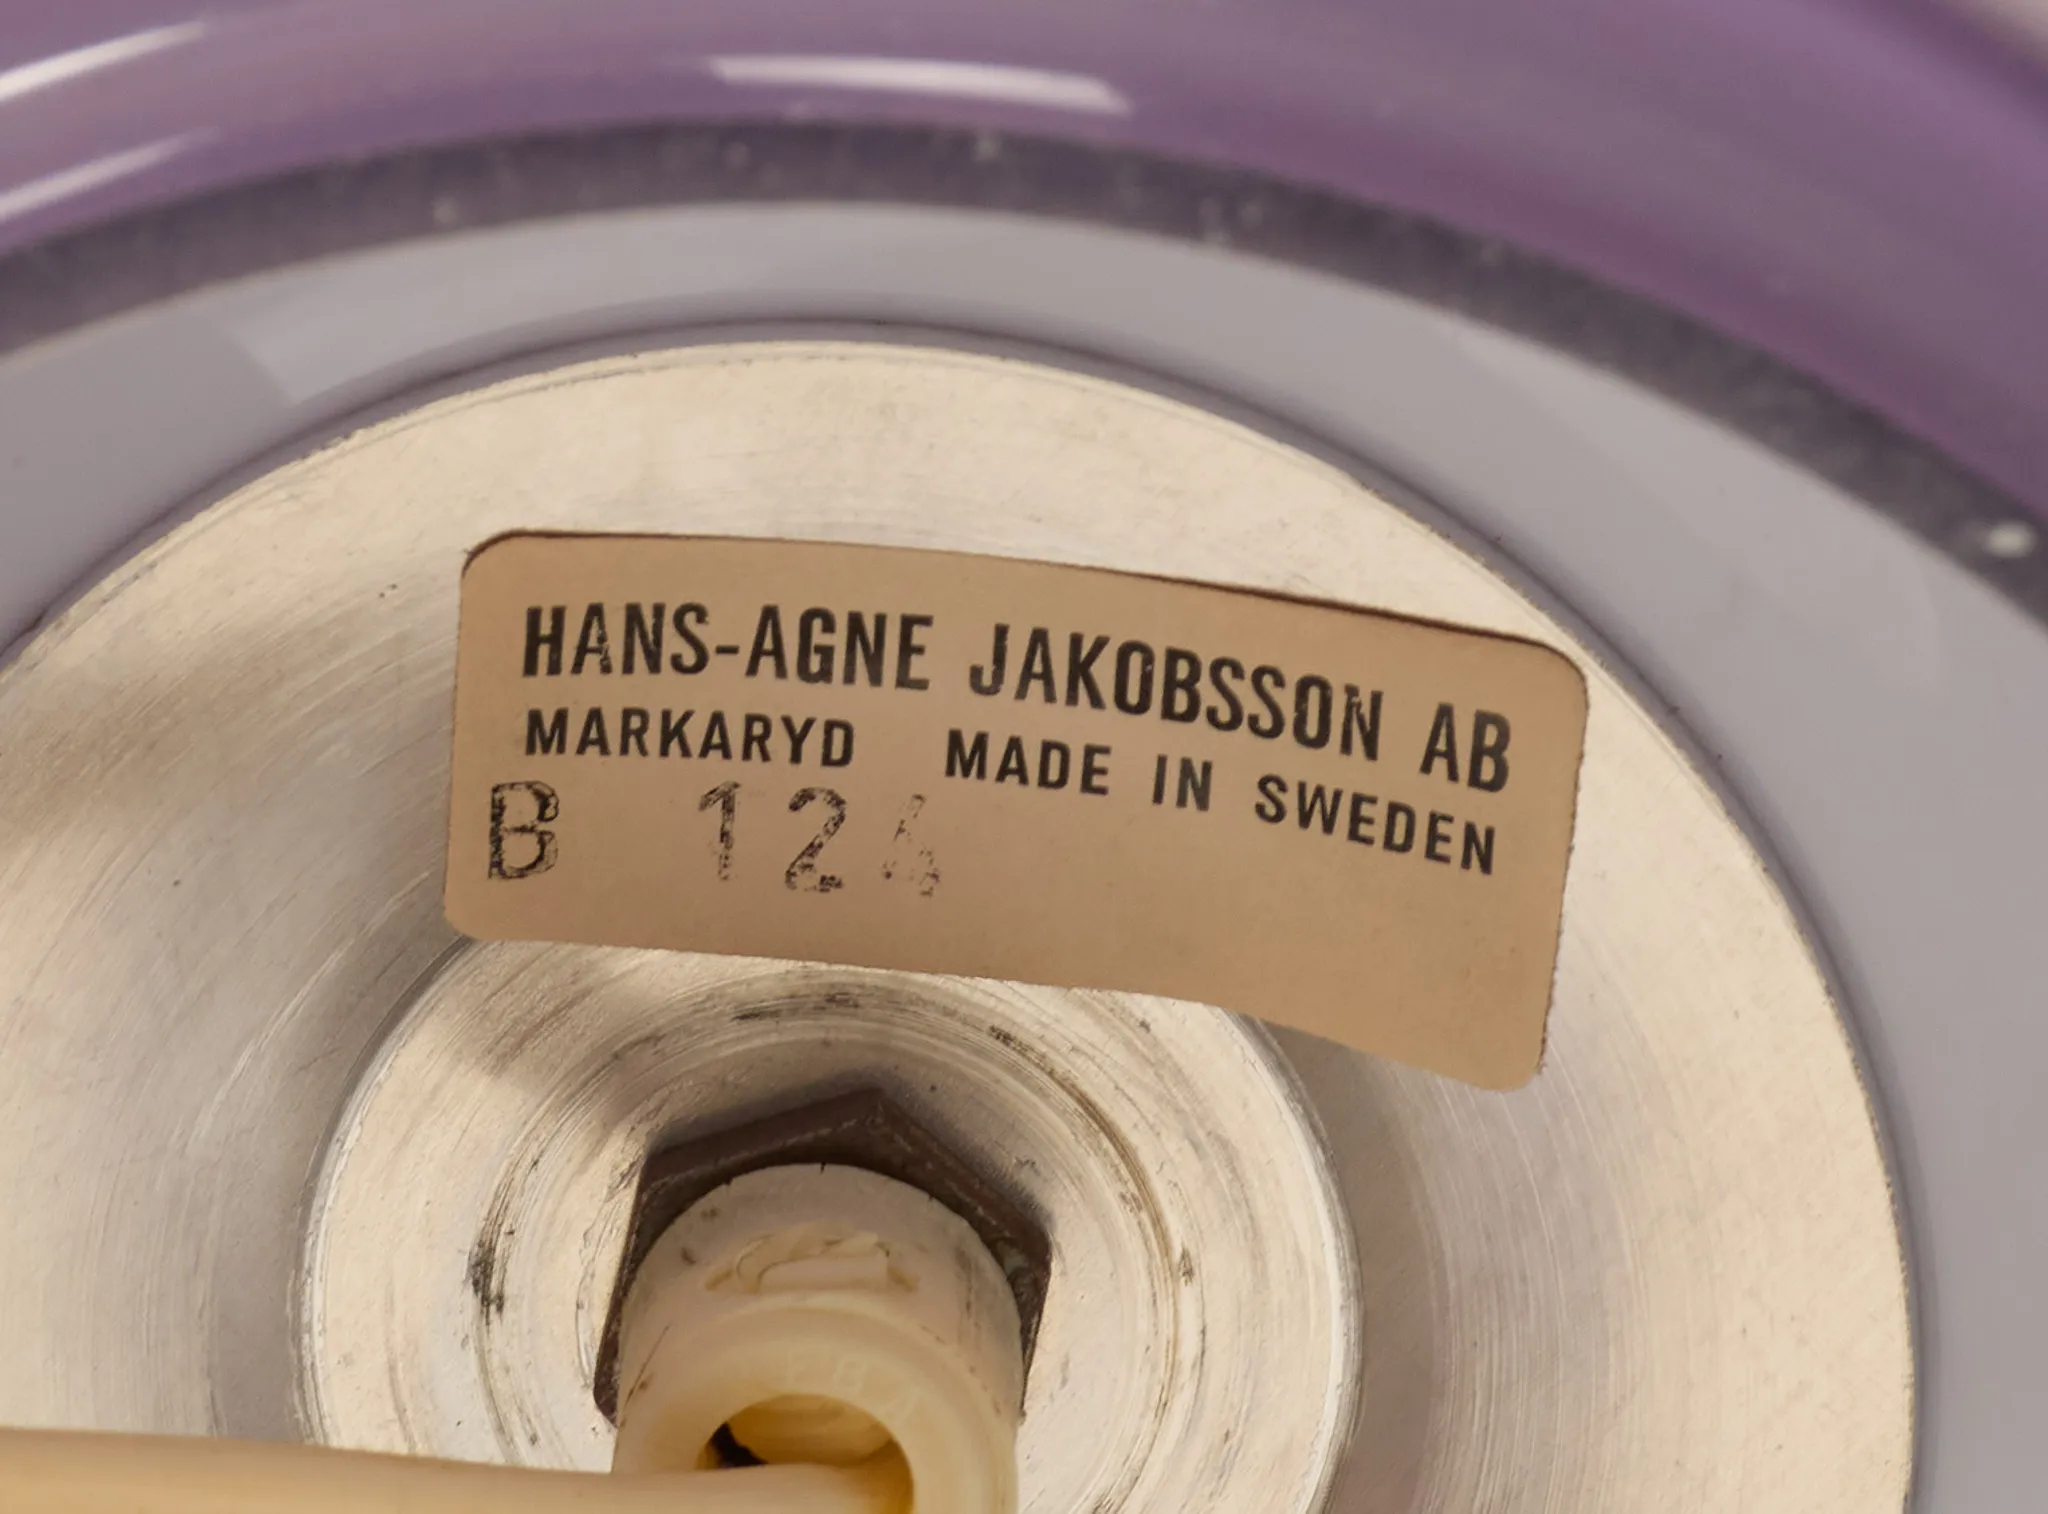 HANS-AGNE JAKOBSSON AB
MARKARYD MADE IN SWEDEN
B 124